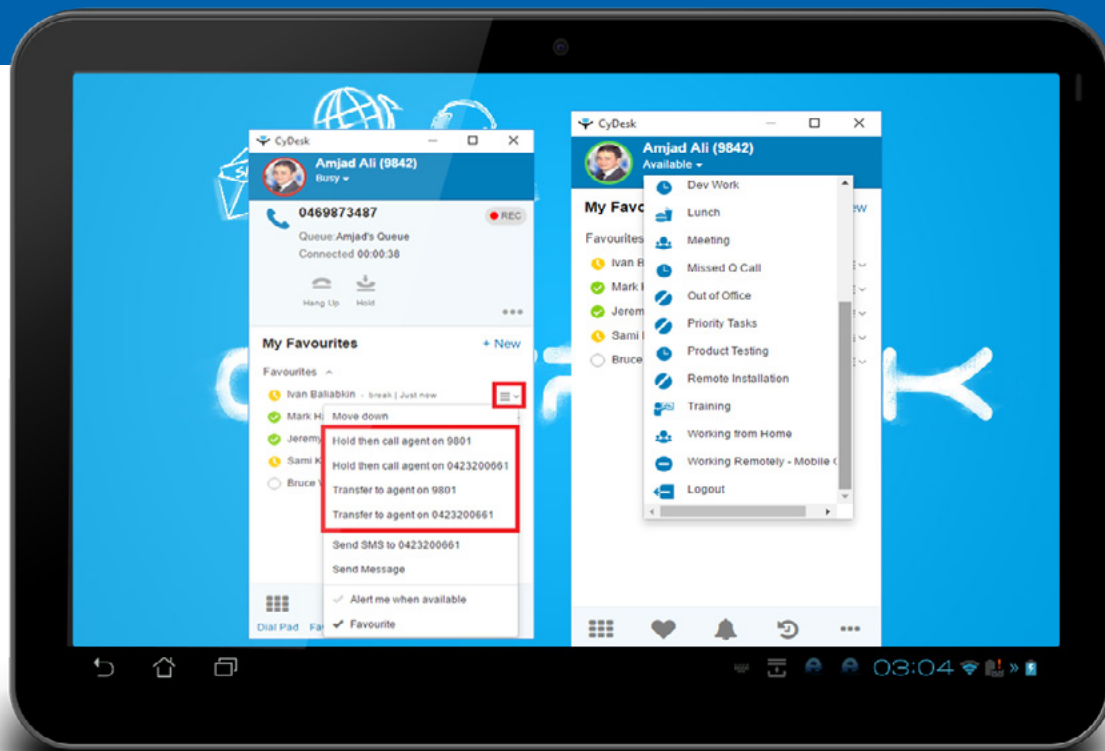 CyDesk
Amjad Ali (9842)
Busy
0469873487
REC
Queue:Amjad's Queue
Connected 00:00:38
Hang Up
Hold
My Favourites
+ New
Favourites
Ivan Baliabkin - break | Just now
Mark H
Move down
Jeremy
Hold then call agent on 9801
Sami K
Hold then call agent on 0423200661
Bruce
Transfer to agent on 9801
Transfer to agent on 0423200661
Send SMS to 0423200661
Send Message
Alert me when available
Favourite
Dial Pad
Fa
CyDesk
Amjad Ali (9842)
Available
My Favo
ew
Favourites
Ivan B
Mark
Jerem
Sami
Bruce
Dev Work
Lunch
Meeting
Missed Q Call
Out of Office
Priority Tasks
Product Testing
Remote Installation
Training
Working from Home
Working Remotely - Mobile
Logout
03:04